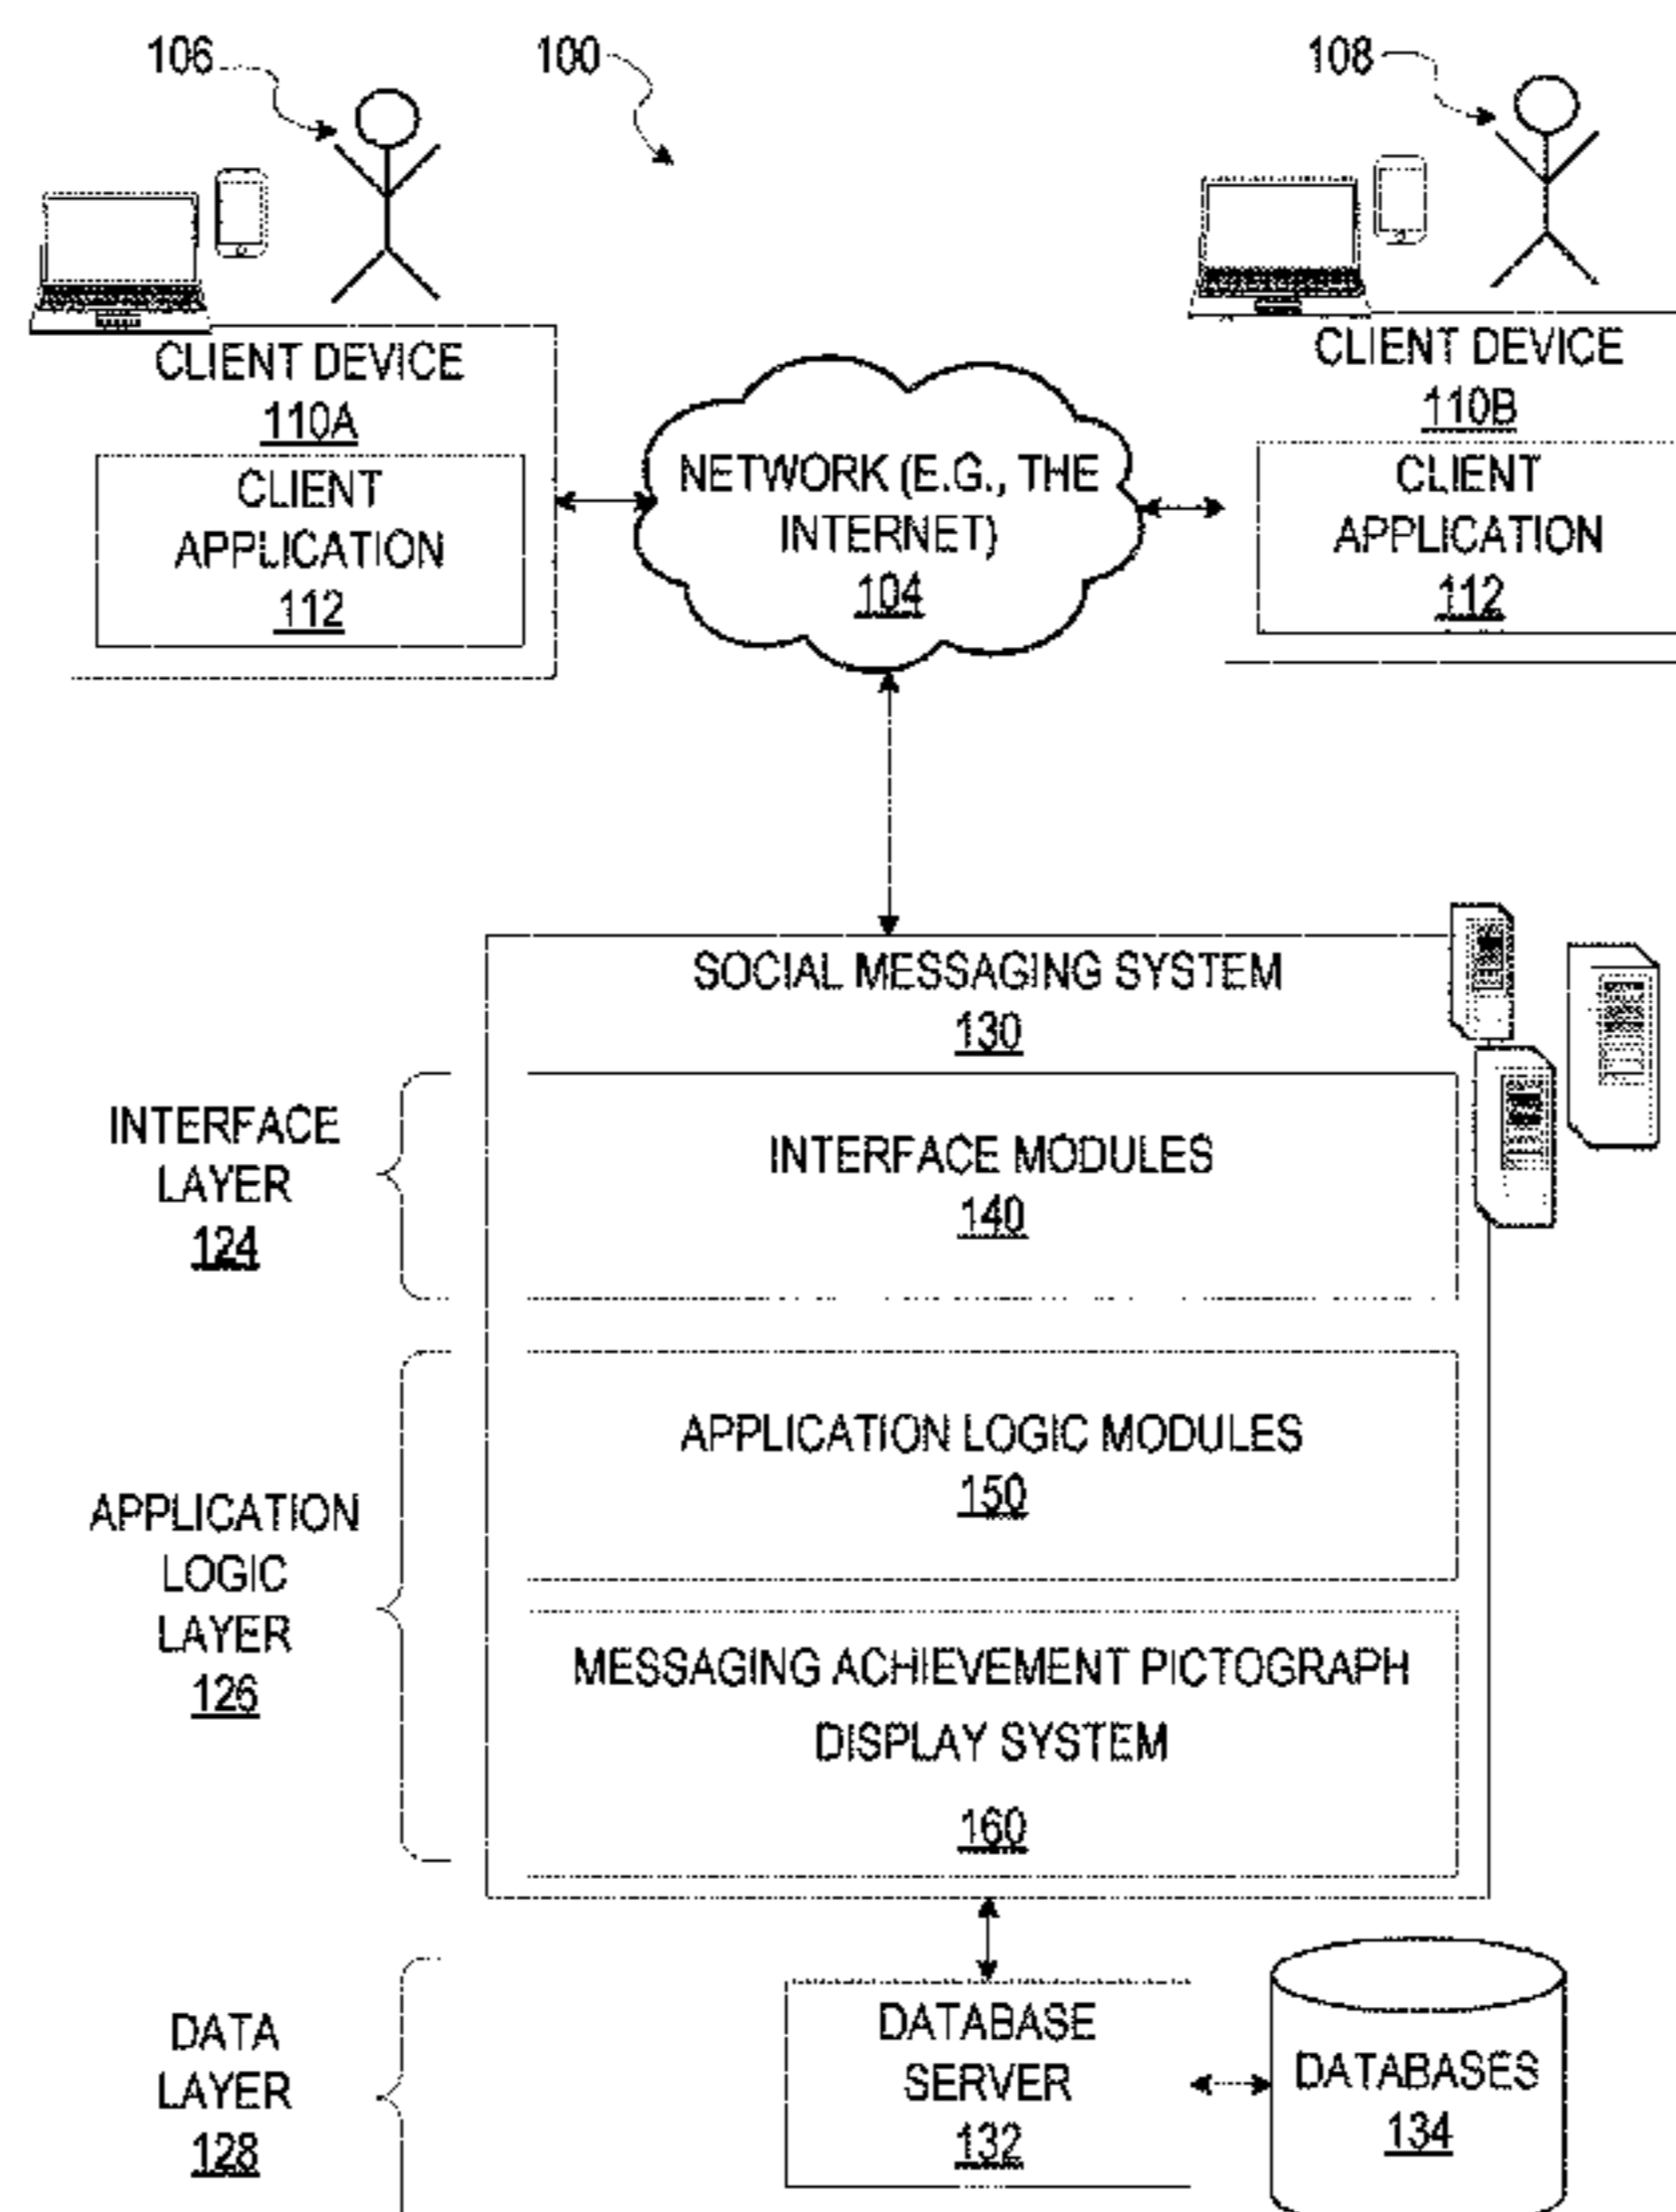 106
100
108
CLIENT DEVICE
110A
CLIENT
APPLICATION
112
NETWORK (E.G., THE
INTERNET)
104
CLIENT DEVICE
110B
CLIENT
APPLICATION
112
SOCIAL MESSAGING SYSTEM
130
INTERFACE
LAYER
124
INTERFACE MODULES
140
APPLICATION
LOGIC
LAYER
126
APPLICATION LOGIC MODULES
150
MESSAGING ACHIEVEMENT PICTOGRAPH
DISPLAY SYSTEM
160
DATA
LAYER
128
DATABASE
SERVER
132
DATABASES
134